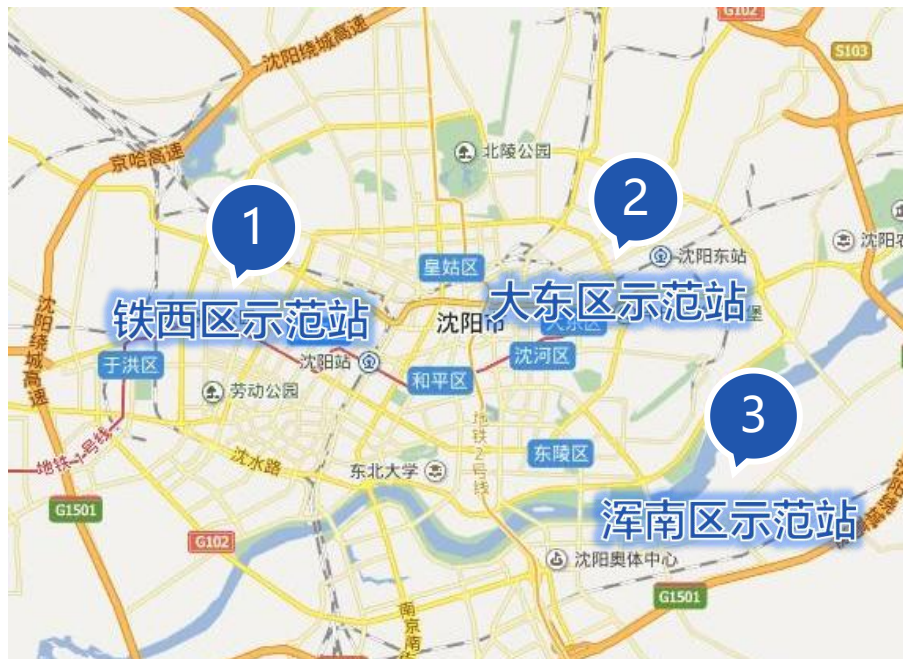 G102
沈阳绕城高速
S103
京哈高速
北陵公园
1
2
沈阳东站
沈阳农
皇姑区
大东区示范站
铁西区示范站
沈阳市
大东区
堡
沈阳绕城高速
沈阳站
沈河区
于洪区
和平区
劳动公园
3
地铁2号线
地铁1号线
沈水路
东陵区
东北大学
G1501
浑南区示范站
G102
沈阳奥体中心
G1501
南京南街